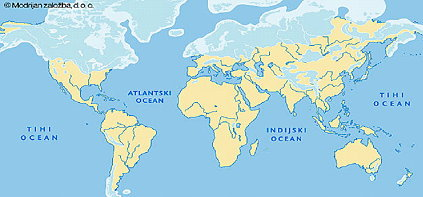 © Modrijan založba, d. o. o.
ATLANTSKI
OCEAN
TIHI
OCEAN
TIHI
OCEAN
INDIJSKI
OCEAN